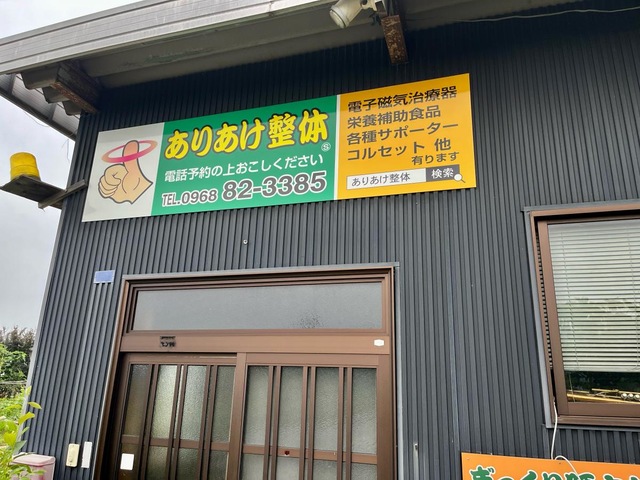 ありあけ整体
電話予約の上おこしください
TEL.0968 82-3385
電子磁気治療器
栄養補助食品
各種サポーター
コルセット 他
有ります
ありあけ整体 検索